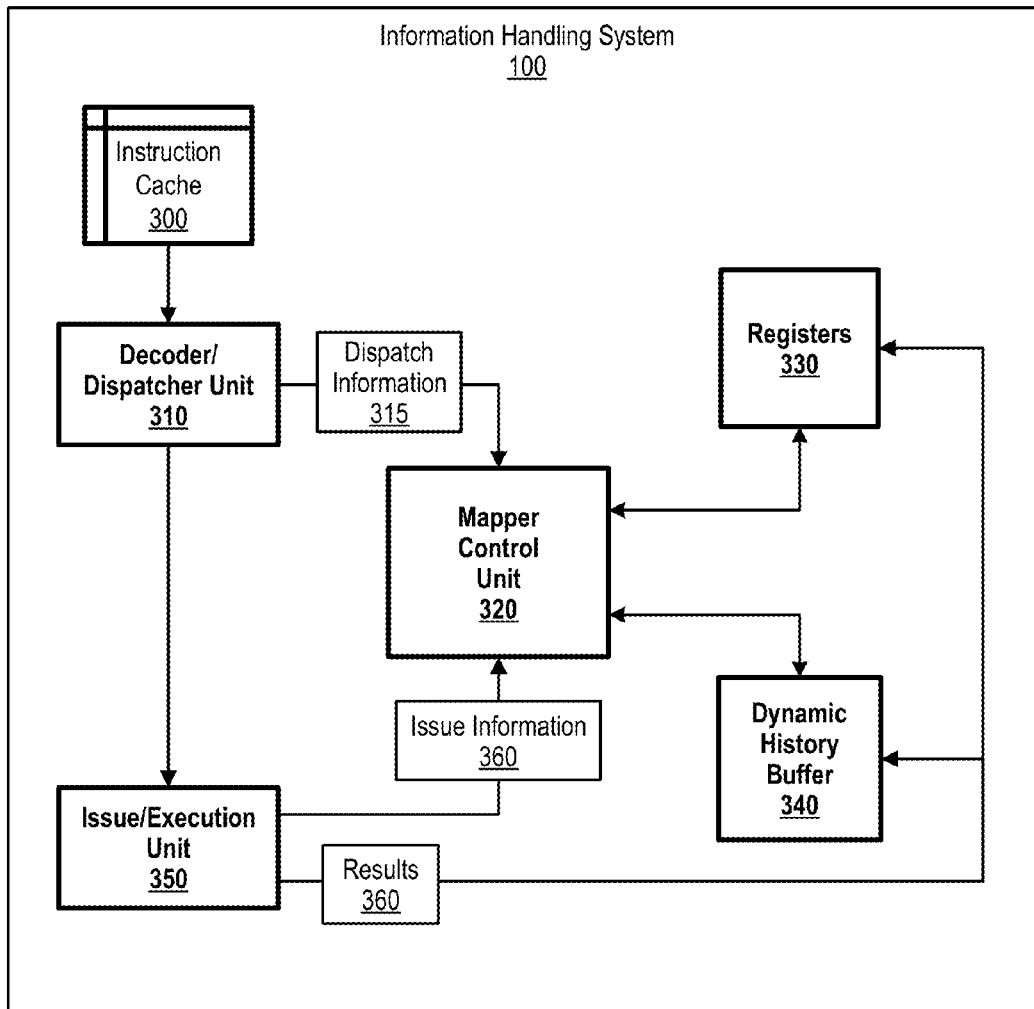 Information Handling System
100
Instruction
Cache
300
Decoder/
Dispatcher Unit
310
Dispatch
Information
315
Registers
330
Mapper
Control
Unit
320
Issue Information
360
Dynamic
History
Buffer
340
Issue/Execution
Unit
350
Results
360